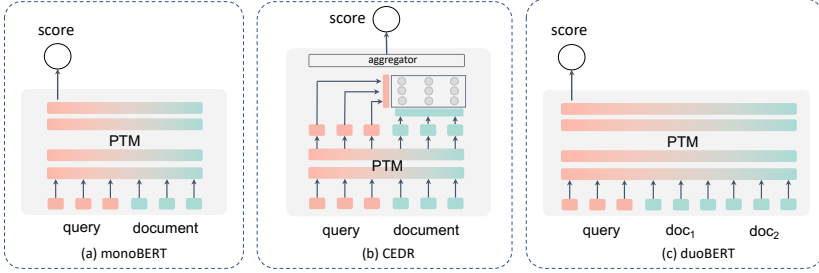 score
PTM
query document
(a) monoBERT
score
aggregator
PTM
query document
(b) CEDR
score
PTM
query doc1 doc2
(c) duoBERT